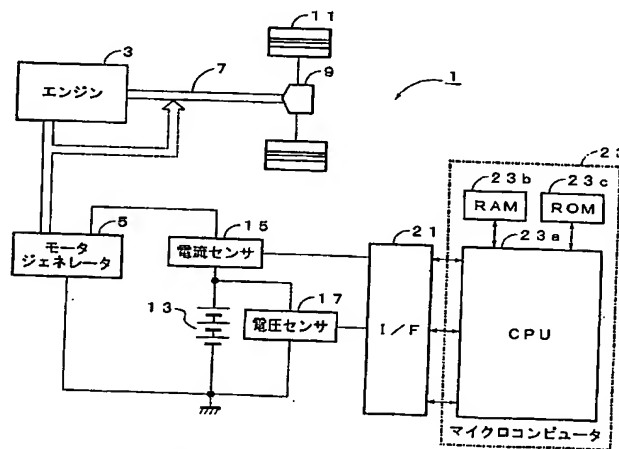 11
3
7
9
1
エンジン
23
23b
23c
RAM
ROM
5
15
21
23a
モータ
ジェネレータ
電流センサ
17
13
電圧センサ
I/F
CPU
マイクロコンピュータ